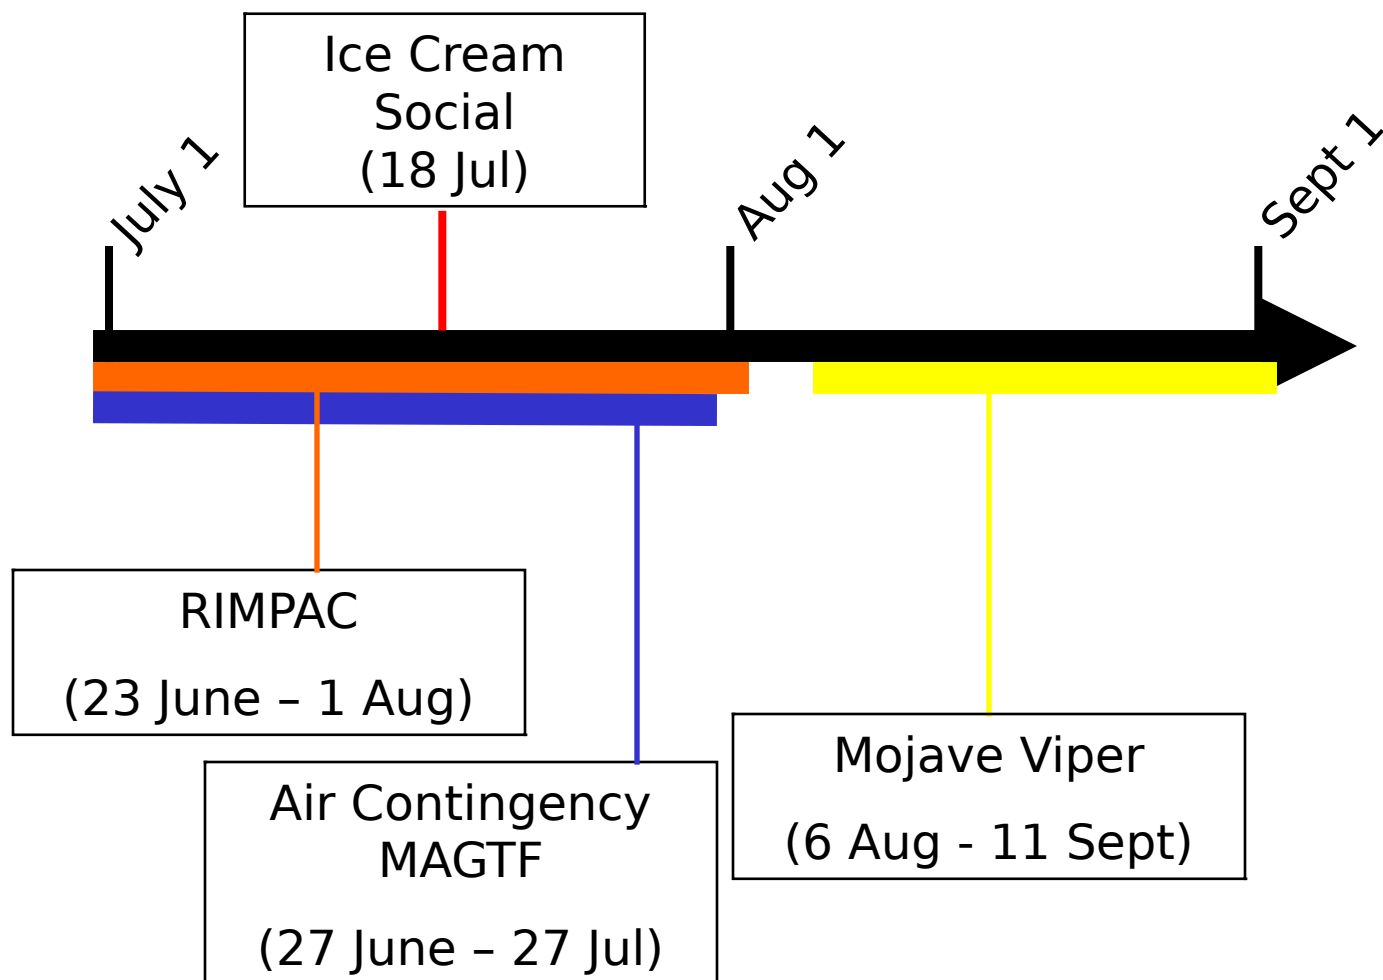 Ice Cream
Social
(18 Jul)
July 1
Aug 1
Sept 1
RIMPAC
(23 June – 1 Aug)
Air Contingency
MAGTF
(27 June – 27 Jul)
Mojave Viper
(6 Aug - 11 Sept)